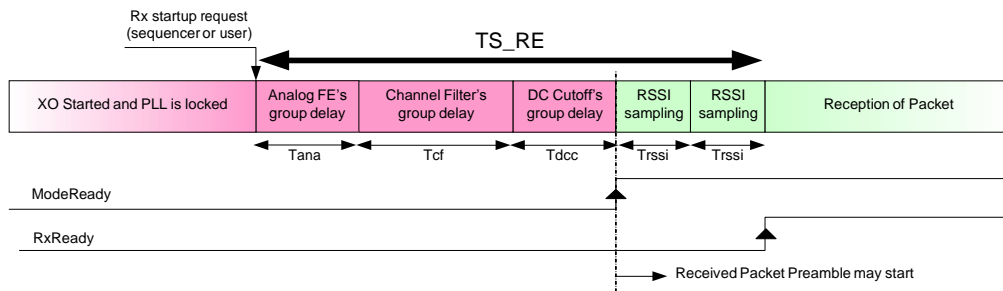 Rx startup request
(sequencer or user)
TS_RE
XO Started and PLL is locked
Analog FE's
group delay
Channel Filter's
group delay
DC Cutoff's
group delay
RSSI
sampling
RSSI
sampling
Reception of Packet
Tana
Tcf
Tdcc
Trssi
Trssi
ModeReady
RxReady
Received Packet Preamble may start